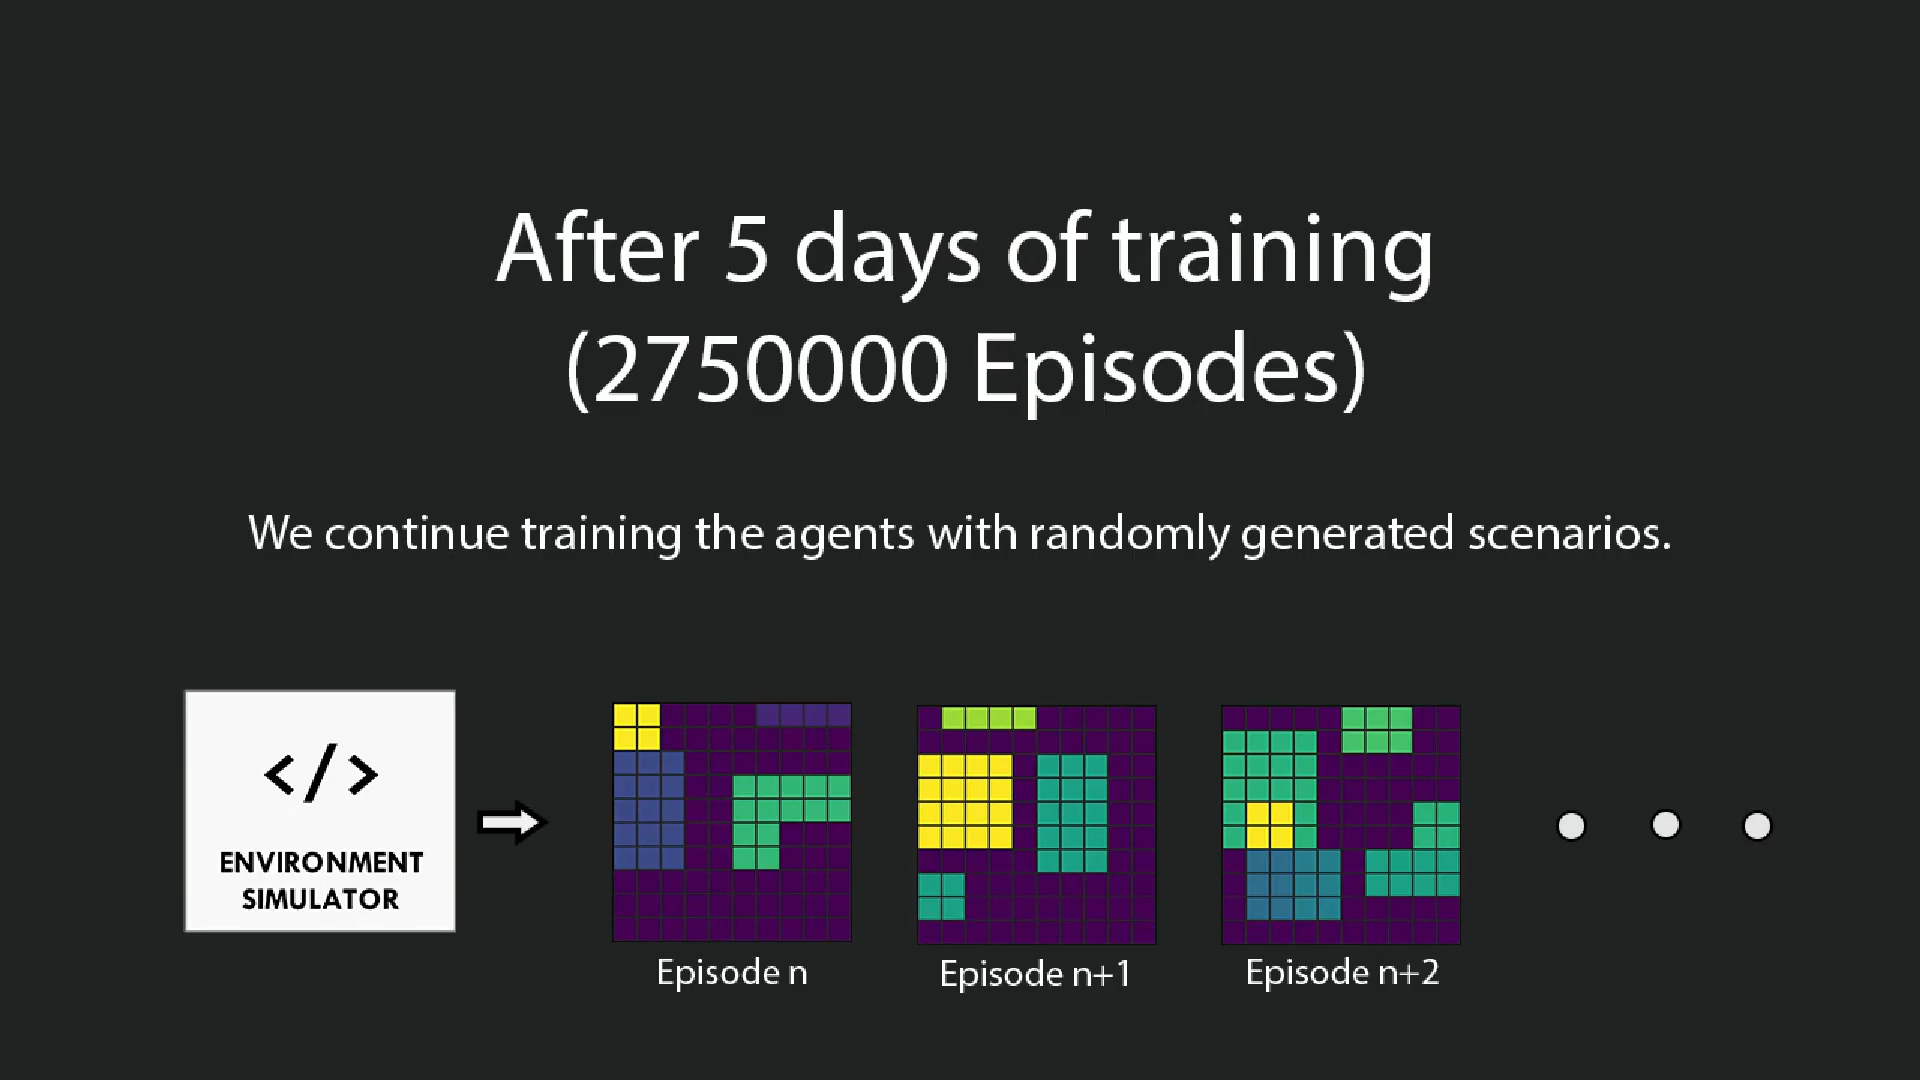 After 5 days of training
(2750000 Episodes)
We continue training the agents with randomly generated scenarios.
</>
ENVIRONMENT
SIMULATOR
Episode n
Episode n+1
Episode n+2